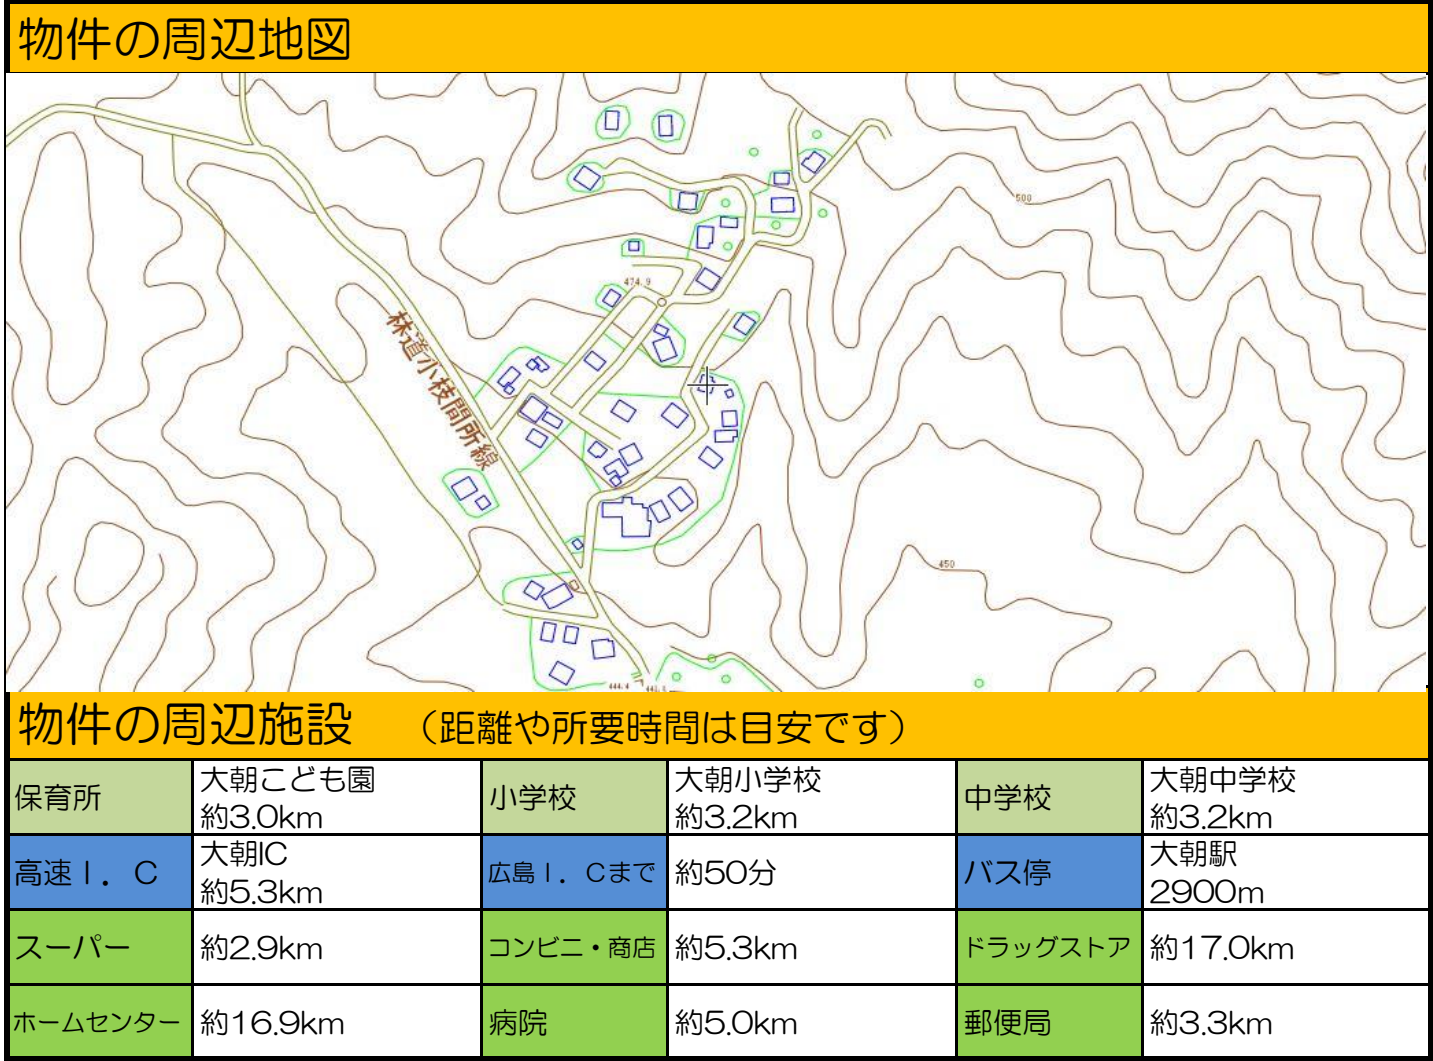 物件の周辺地図
500
474.9
林道小枝間所線
450
444.4
物件の周辺施設 （距離や所要時間は目安です）
保育所
大朝こども園
約3.0km
小学校
大朝小学校
約3.2km
中学校
大朝中学校
約3.2km
高速Ｉ．Ｃ
大朝IC
約5.3km
広島Ｉ．Ｃまで
約50分
バス停
大朝駅
2900m
スーパー
約2.9km
コンビニ・商店
約5.3km
ドラッグストア
約17.0km
ホームセンター
約16.9km
病院
約5.0km
郵便局
約3.3km